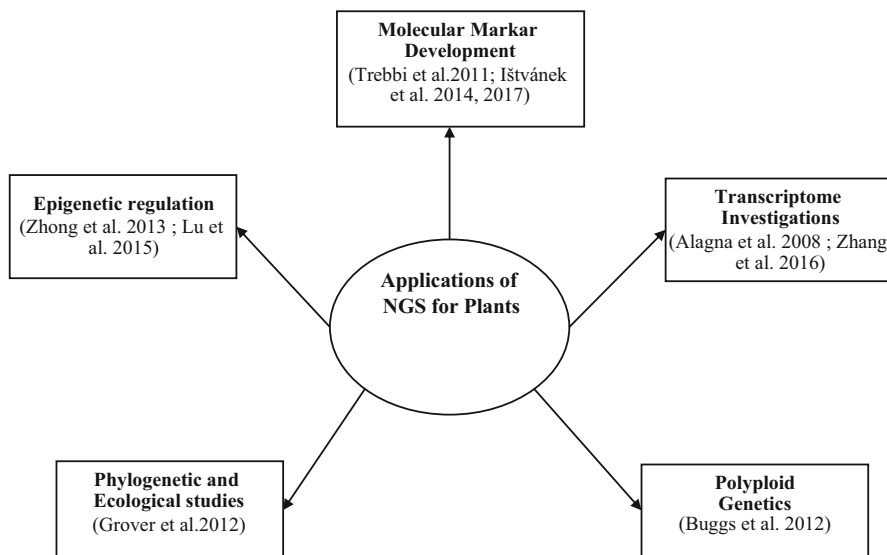 Molecular Markar
Development
(Trebbi et al.2011; Ištvánek
et al. 2014, 2017)
Epigenetic regulation
(Zhong et al. 2013 ; Lu et
al. 2015)
Transcriptome
Investigations
(Alagna et al. 2008 ; Zhang
et al. 2016)
Applications of
NGS for Plants
Phylogenetic and
Ecological studies
(Grover et al.2012)
Polyploid
Genetics
(Buggs et al. 2012)